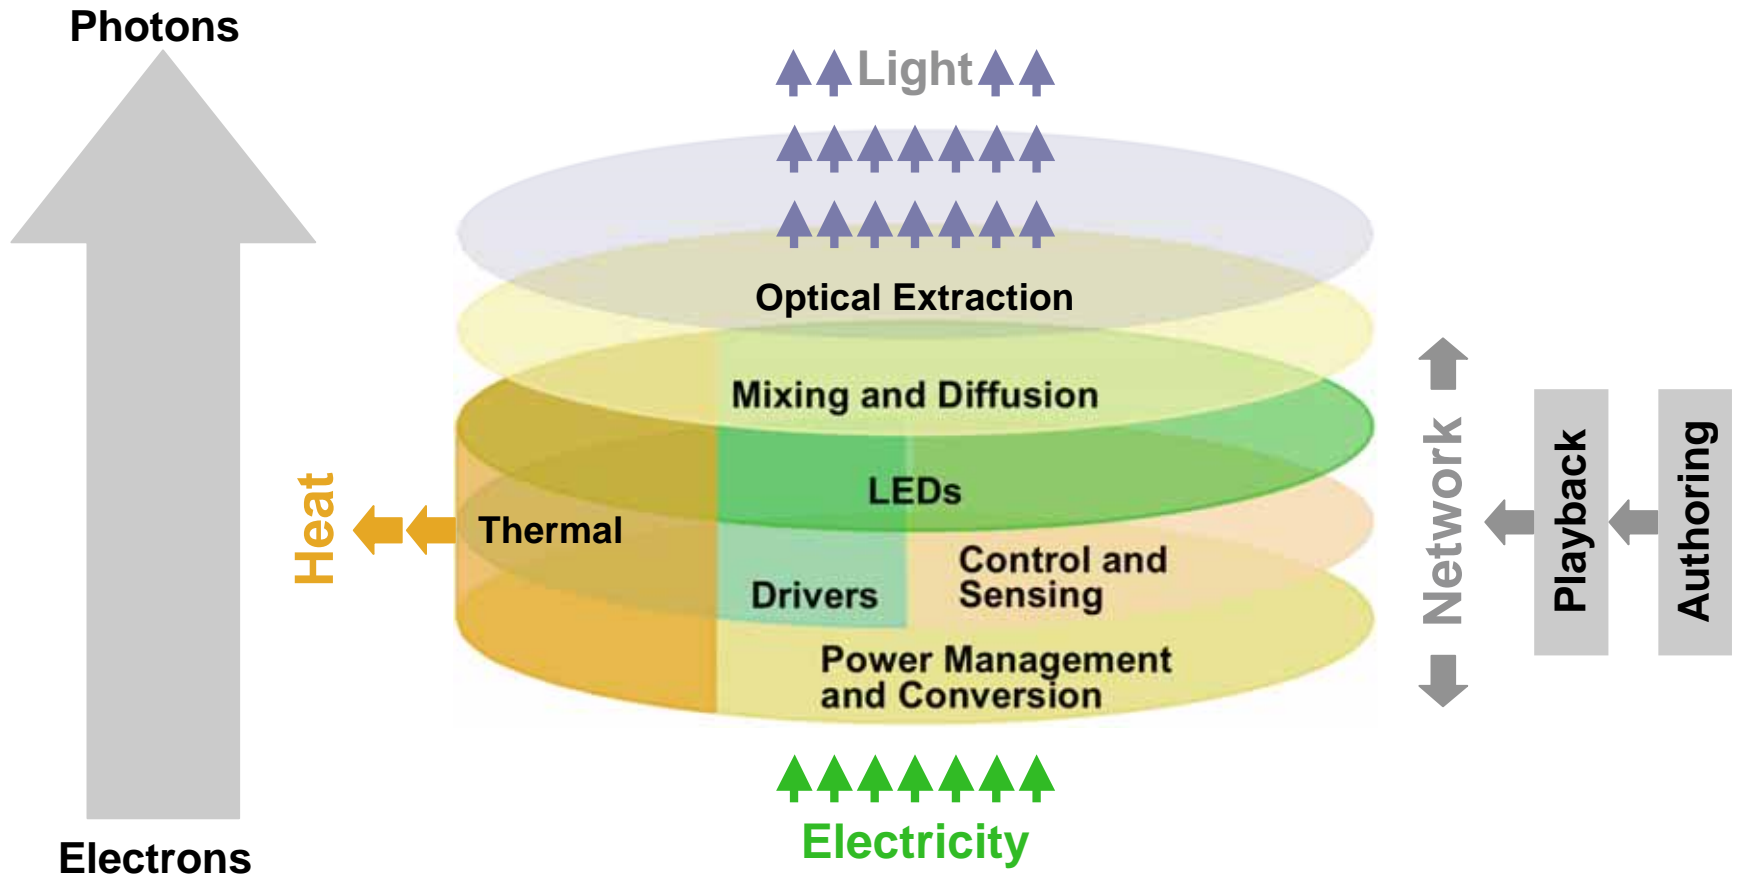 Photons
Light
Optical Extraction
Mixing and Diffusion
LEDs
Heat
Thermal
Drivers
Control and
Sensing
Power Management
and Conversion
Network
Playback
Authoring
Electricity
Electrons